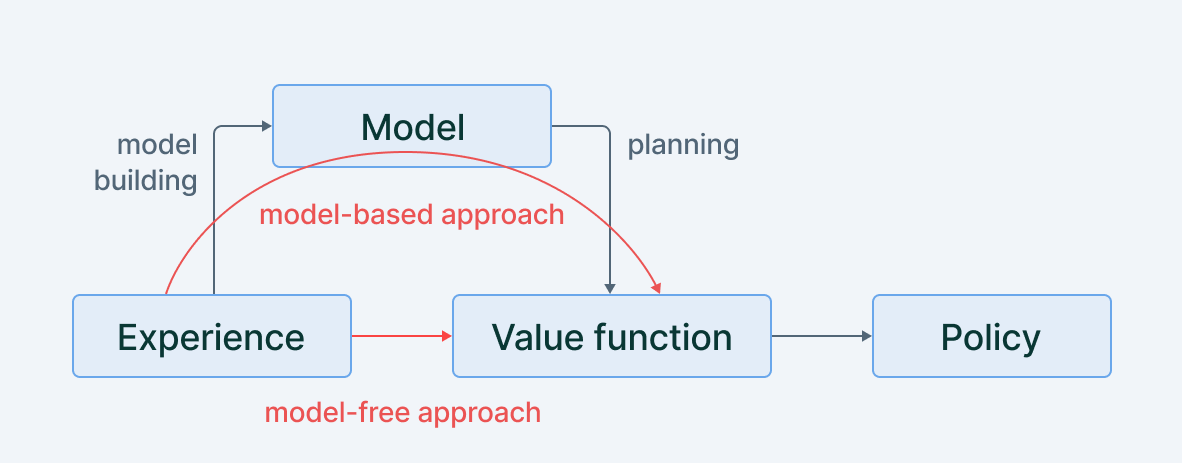 Model
model
building
planning
model-based approach
Experience
Value function
Policy
model-free approach